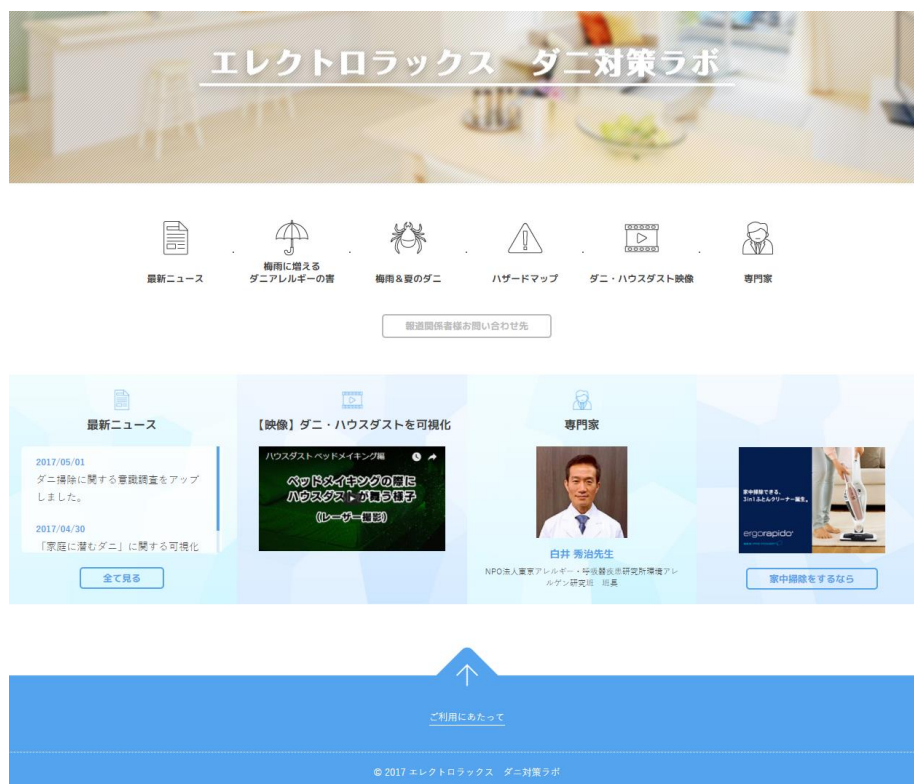 エレクトロラックス　ダニ対策ラボ
最新ニュース
梅雨に増える
ダニアレルギーの害
梅雨&夏のダニ
ハザードマップ
ダニ・ハウスダスト映像
専門家
報道関係者様お問い合わせ先
最新ニュース
2017/05/01
ダニ掃除に関する意識調査をアップ
しました。
2017/04/30
「家庭に潜むダニ」に関する可視化
全て見る
【映像】ダニ・ハウスダストを可視化
ハウスダスト ベッドメイキング編
ベッドメイキングの際に
ハウスダストが舞う様子
(レーザー撮影)
専門家
白井 秀治先生
NPO法人東京アレルギー・呼吸器疾患研究所環境アレ
ルゲン研究班　班長
家中掃除できる、
3in1ふとんクリーナー誕生。
ergorapido
家中掃除をするなら
ご利用にあたって
© 2017 エレクトロラックス　ダニ対策ラボ